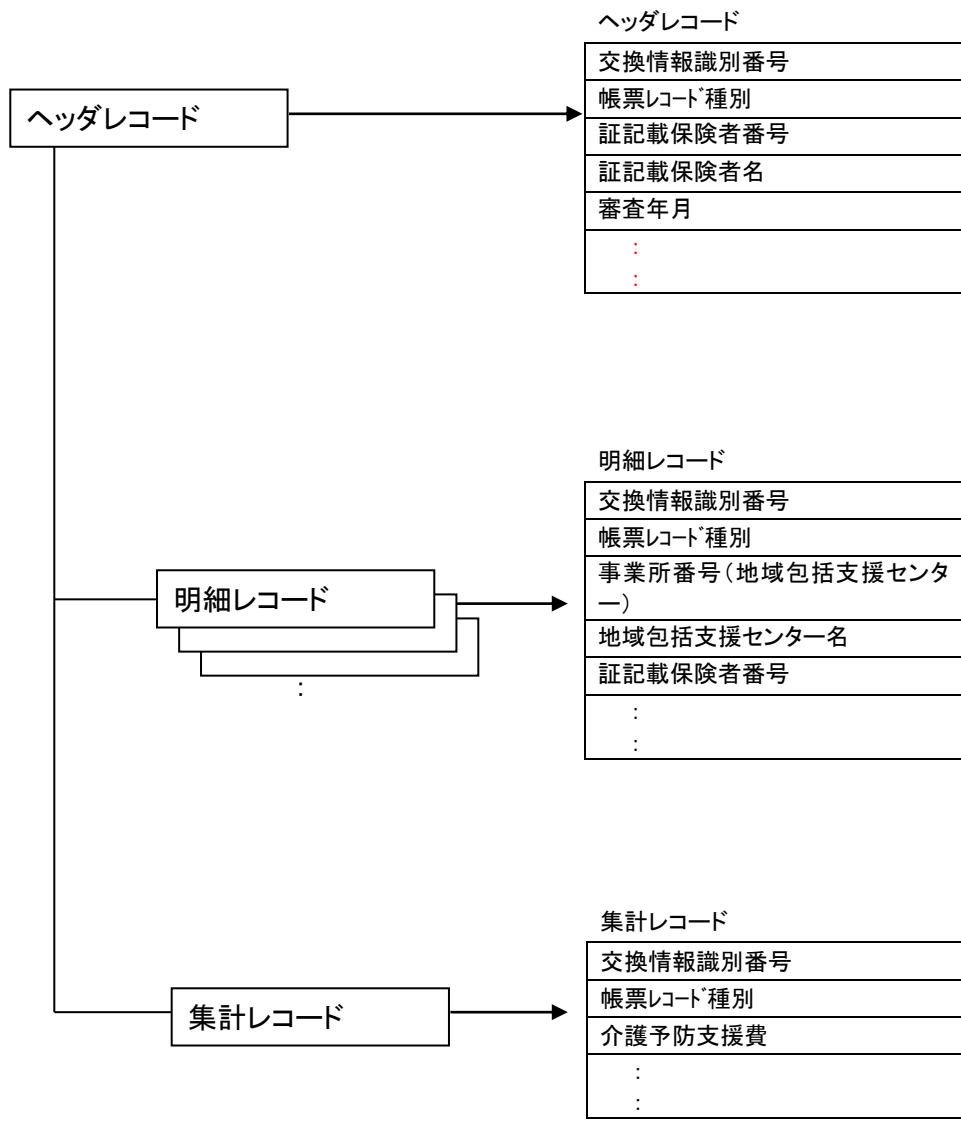 ヘッダレコード
ヘッダレコード
交換情報識別番号
帳票ﾚｺｰﾄﾞ種別
証記載保険者番号
証記載保険者名
審査年月
:
:
明細レコード
:
明細レコード
交換情報識別番号
帳票ﾚｺｰﾄﾞ種別
事業所番号(地域包括支援センタ
ー)
地域包括支援センター名
証記載保険者番号
:
:
集計レコード
集計レコード
交換情報識別番号
帳票ﾚｺｰﾄﾞ種別
介護予防支援費
:
: